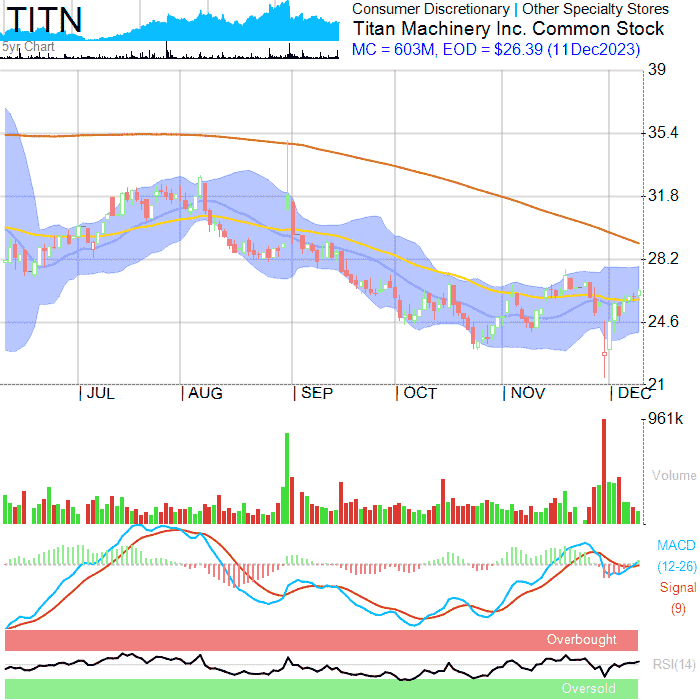 TITN
5yr Chart
Consumer Discretionary | Other Specialty Stores
Titan Machinery Inc. Common Stock
MC = 603M, EOD = $26.39 (11Dec2023)
39
35.4
31.8
28.2
24.6
21
| JUL | AUG | SEP | OCT | NOV | DEC
961k
Volume
MACD
(12-26)
Signal
(9)
Overbought
RSI(14)
Oversold